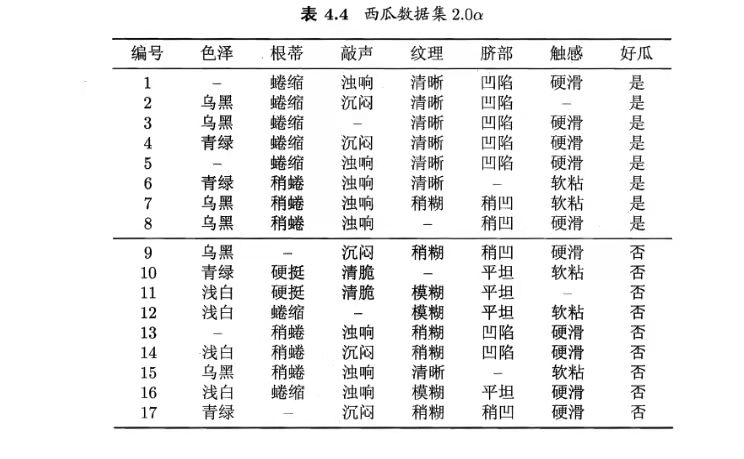 表 4.4 西瓜数据集 2.0α
编号 色泽 根蒂 敲声 纹理 脐部 触感 好瓜
1 – 蜷缩 浊响 清晰 凹陷 硬滑 是
2 乌黑 蜷缩 沉闷 清晰 凹陷 – 是
3 乌黑 蜷缩 – 清晰 凹陷 硬滑 是
4 青绿 蜷缩 沉闷 清晰 凹陷 硬滑 是
5 – 蜷缩 浊响 清晰 凹陷 硬滑 是
6 青绿 稍蜷 浊响 清晰 – 软粘 是
7 乌黑 稍蜷 浊响 稍糊 稍凹 软粘 是
8 乌黑 稍蜷 浊响 – 稍凹 硬滑 是
9 乌黑 – 沉闷 稍糊 稍凹 硬滑 否
10 青绿 硬挺 清脆 – 平坦 软粘 否
11 浅白 硬挺 清脆 模糊 平坦 – 否
12 浅白 蜷缩 – 模糊 平坦 软粘 否
13 – 稍蜷 浊响 稍糊 凹陷 硬滑 否
14 浅白 稍蜷 沉闷 稍糊 凹陷 硬滑 否
15 乌黑 稍蜷 浊响 清晰 – 软粘 否
16 浅白 蜷缩 浊响 模糊 平坦 硬滑 否
17 青绿 – 沉闷 稍糊 稍凹 硬滑 否